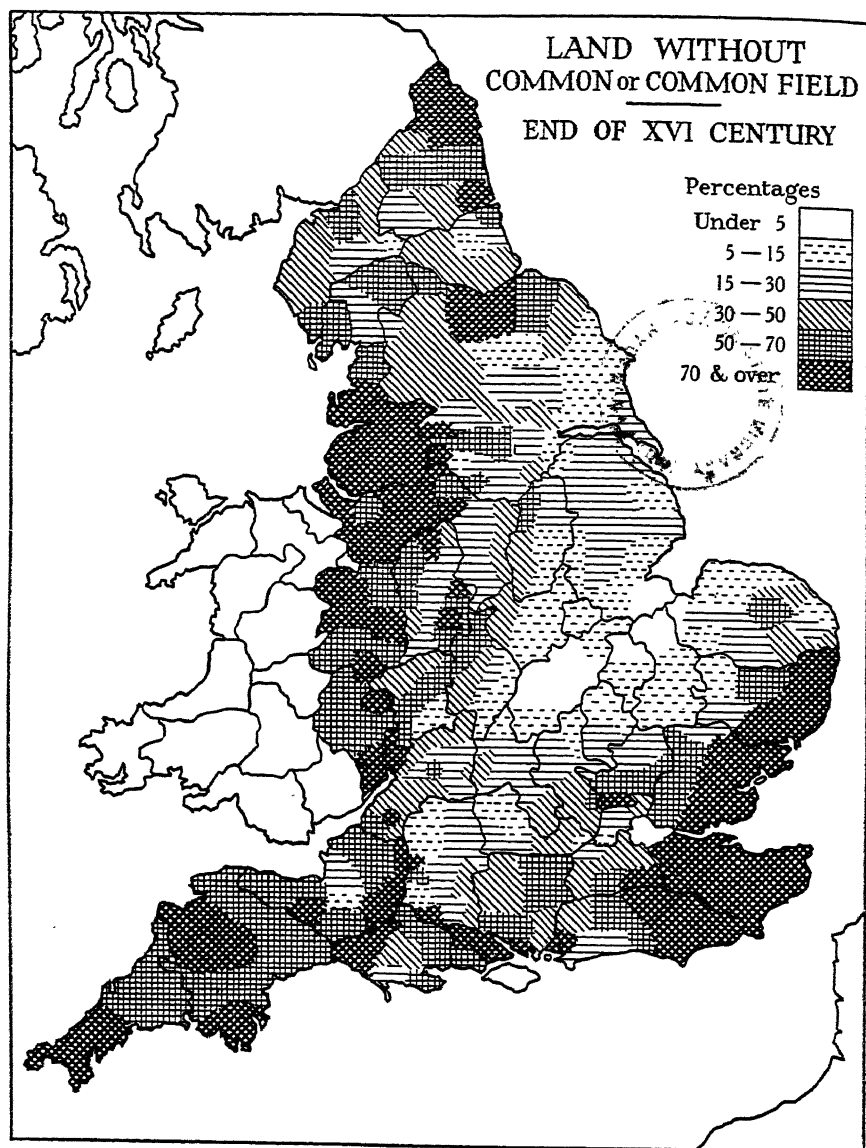 LAND WITHOUT
COMMON or COMMON FIELD
END OF XVI CENTURY
Percentages
Under 5
5 — 15
15 — 30
30 — 50
50 — 70
70 & over